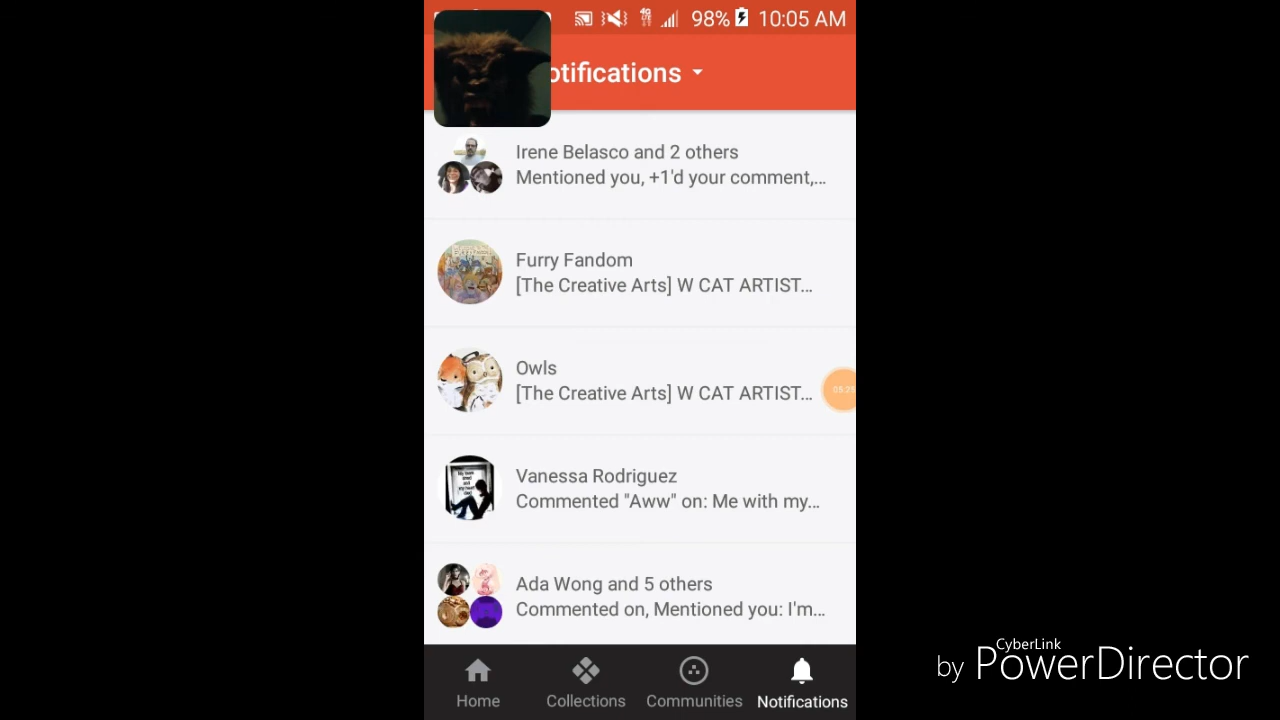 98% 10:05 AM
otifications
Irene Belasco and 2 others
Mentioned you, +1'd your comment,...
Furry Fandom
[The Creative Arts] W CAT ARTIST...
Owls
[The Creative Arts] W CAT ARTIST...
Vanessa Rodriguez
Commented "Aww" on: Me with my...
Ada Wong and 5 others
Commented on, Mentioned you: I'm...
Home Collections Communities Notifications
CyberLink
by PowerDirector